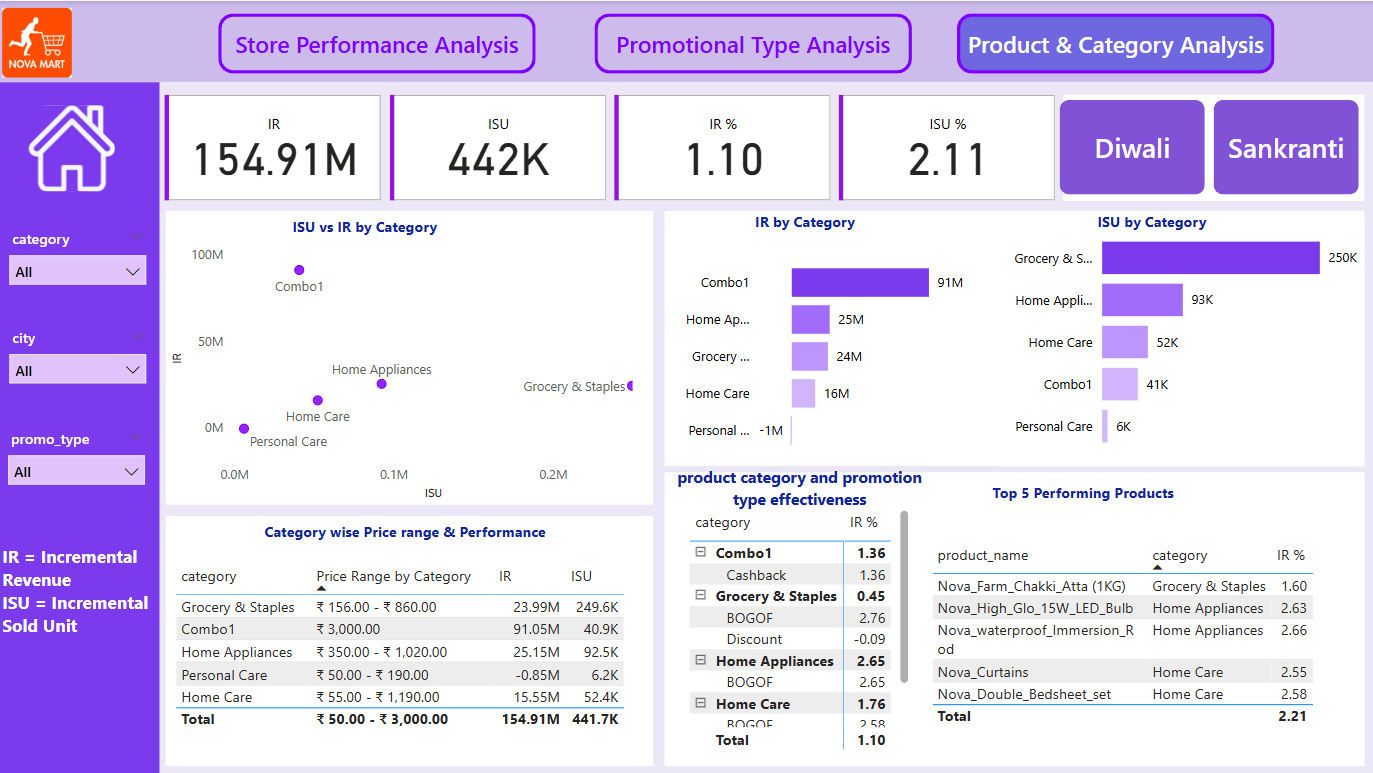 NOVA MART
Store Performance Analysis
Promotional Type Analysis
Product & Category Analysis
IR
154.91M
ISU
442K
IR %
1.10
ISU %
2.11
Diwali
Sankranti
category
All
city
All
promo_type
All
IR = Incremental
Revenue
ISU = Incremental
Sold Unit
ISU vs IR by Category
100M
50M
0M
IR
Combo1
Home Appliances
Grocery & Staples
Home Care
Personal Care
0.0M 0.1M 0.2M
ISU
IR by Category
Combo1 91M
Home Ap... 25M
Grocery ... 24M
Home Care 16M
Personal ... -1M
ISU by Category
Grocery & S... 250K
Home Appli... 93K
Home Care 52K
Combo1 41K
Personal Care 6K
Category wise Price range & Performance
category Price Range by Category IR ISU
Grocery & Staples ₹ 156.00 - ₹ 860.00 23.99M 249.6K
Combo1 ₹ 3,000.00 91.05M 40.9K
Home Appliances ₹ 350.00 - ₹ 1,020.00 25.15M 92.5K
Personal Care ₹ 50.00 - ₹ 190.00 -0.85M 6.2K
Home Care ₹ 55.00 - ₹ 1,190.00 15.55M 52.4K
Total ₹ 50.00 - ₹ 3,000.00 154.91M 441.7K
product category and promotion
type effectiveness
category IR %
Combo1 1.36
Cashback 1.36
Grocery & Staples 0.45
BOGOF 2.76
Discount -0.09
Home Appliances 2.65
BOGOF 2.65
Home Care 1.76
BOGOF 2.58
Total 1.10
Top 5 Performing Products
product_name category IR %
Nova_Farm_Chakki_Atta (1KG) Grocery & Staples 1.60
Nova_High_Glo_15W_LED_Bulb Home Appliances 2.63
Nova_waterproof_Immersion_R Home Appliances 2.66
od
Nova_Curtains Home Care 2.55
Nova_Double_Bedsheet_set Home Care 2.58
Total 2.21